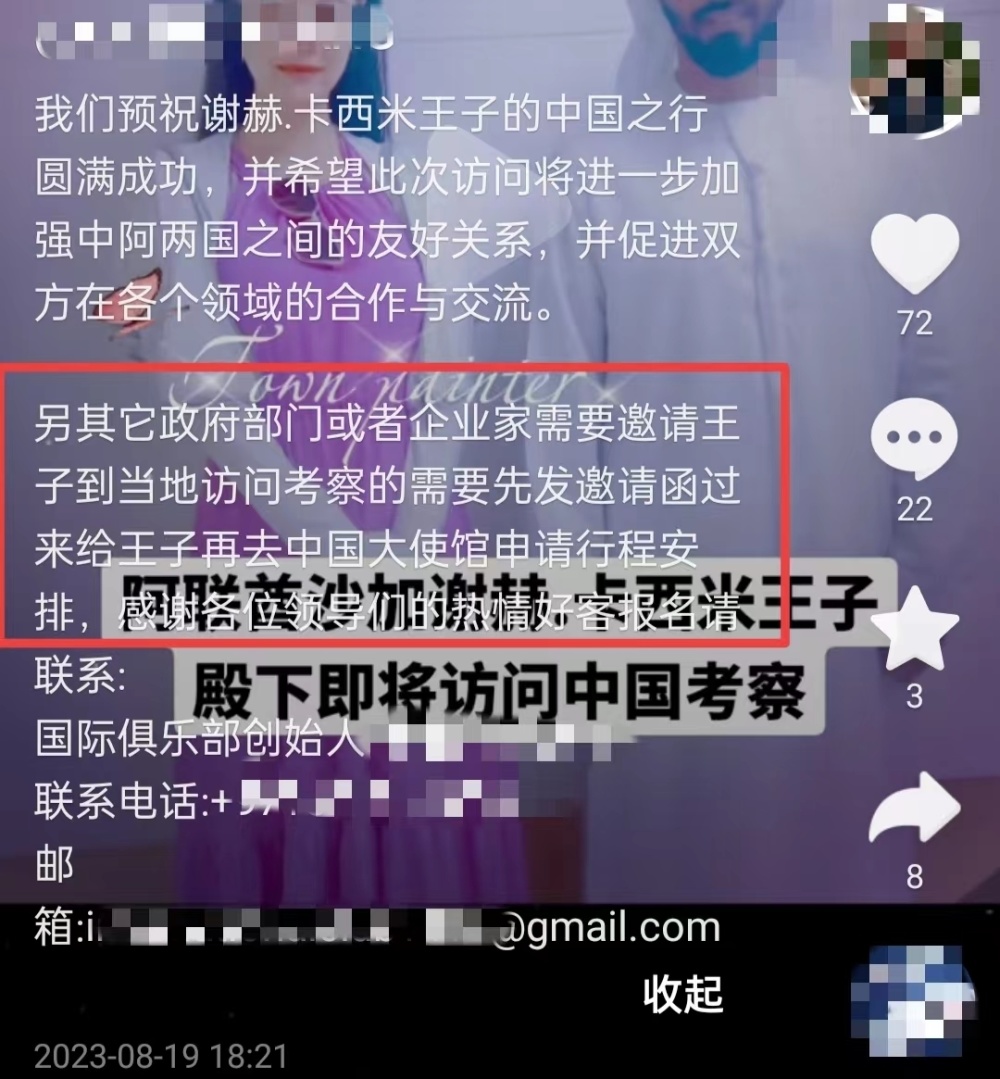 我们预祝谢赫.卡西米王子的中国之行
圆满成功，并希望此次访问将进一步加
强中阿两国之间的友好关系，并促进双
方在各个领域的合作与交流。
Town painter
另其它政府部门或者企业家需要邀请王
子到当地访问考察的需要先发邀请函过
来给王子再去中国大使馆申请行程安
排，感谢各位领导们的热情好客报名请
阿联酋沙加谢赫.卡西米王子
殿下即将访问中国考察
联系:
国际俱乐部创始人
联系电话:+97
邮
箱:i
@gmail.com
收起
2023-08-19 18:21
72
22
3
8